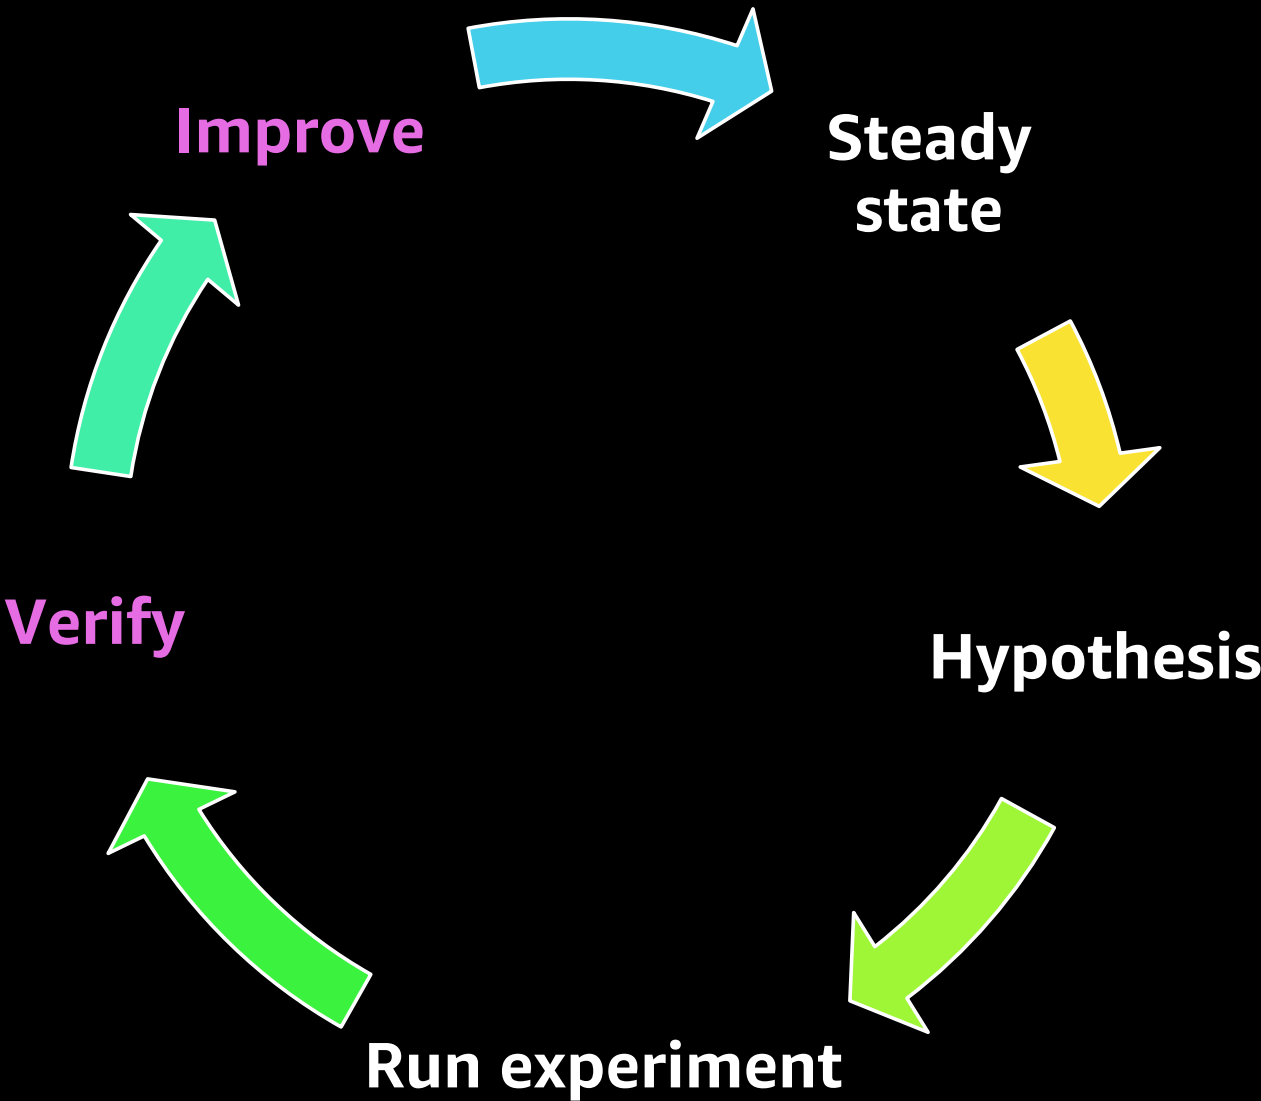 Improve
Steady
state
Hypothesis
Run experiment
Verify